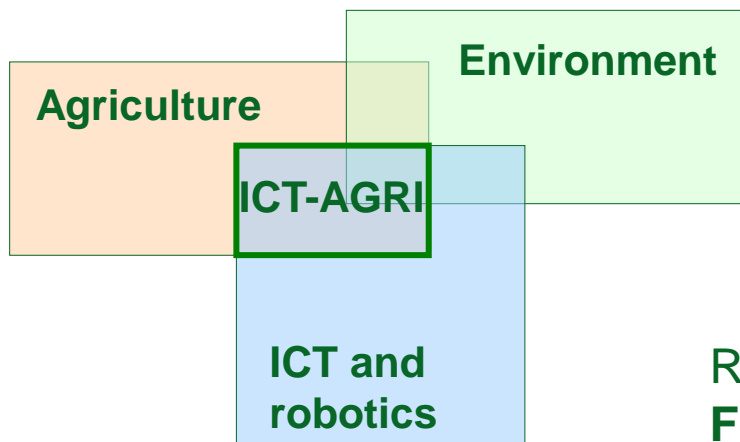 Environment
Agriculture
ICT-AGRI
ICT and
robotics
R
F